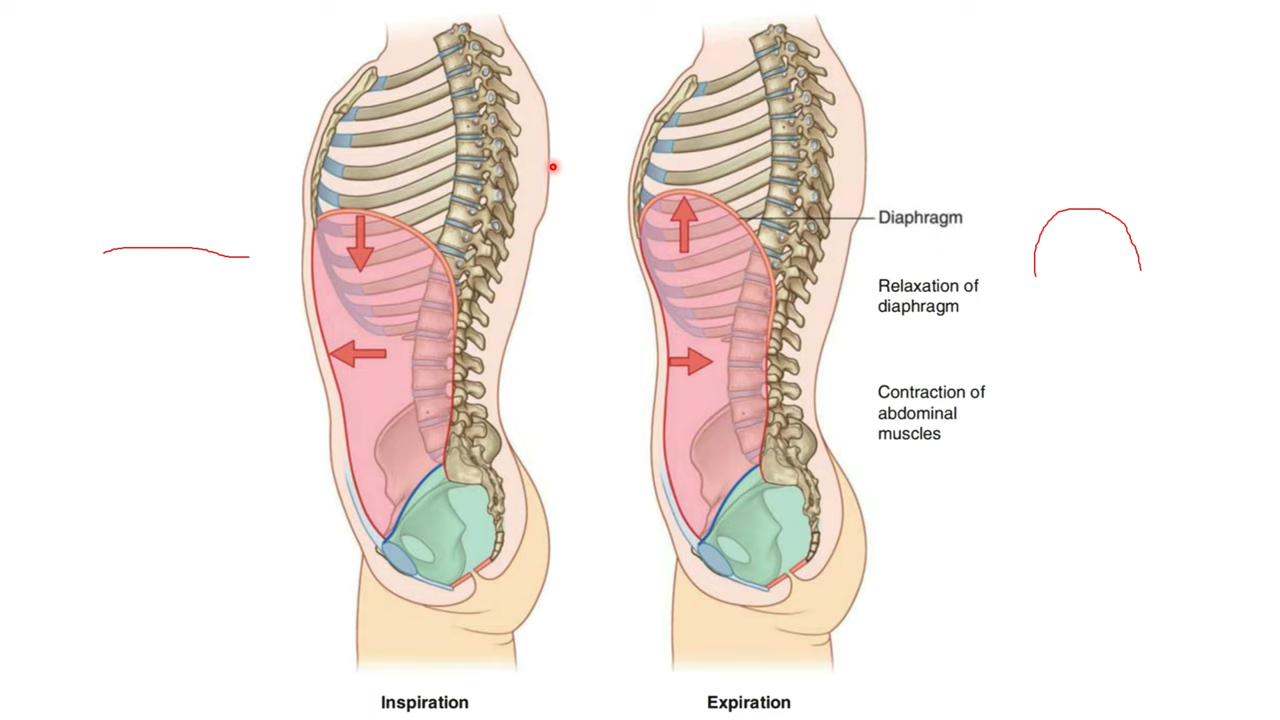 Diaphragm
Relaxation of
diaphragm
Contraction of
abdominal
muscles
Inspiration
Expiration